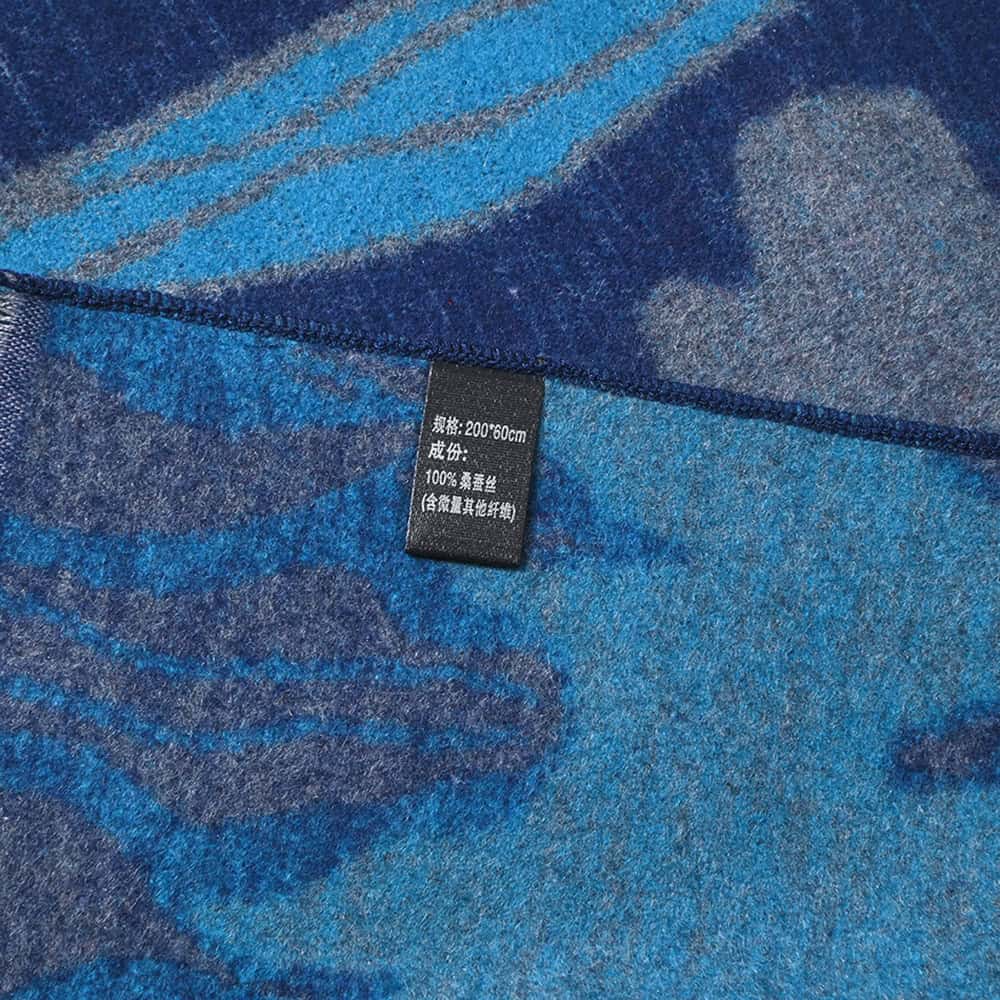 规格: 200*60cm
成份:
100% 桑蚕丝
(含微量其他纤维)